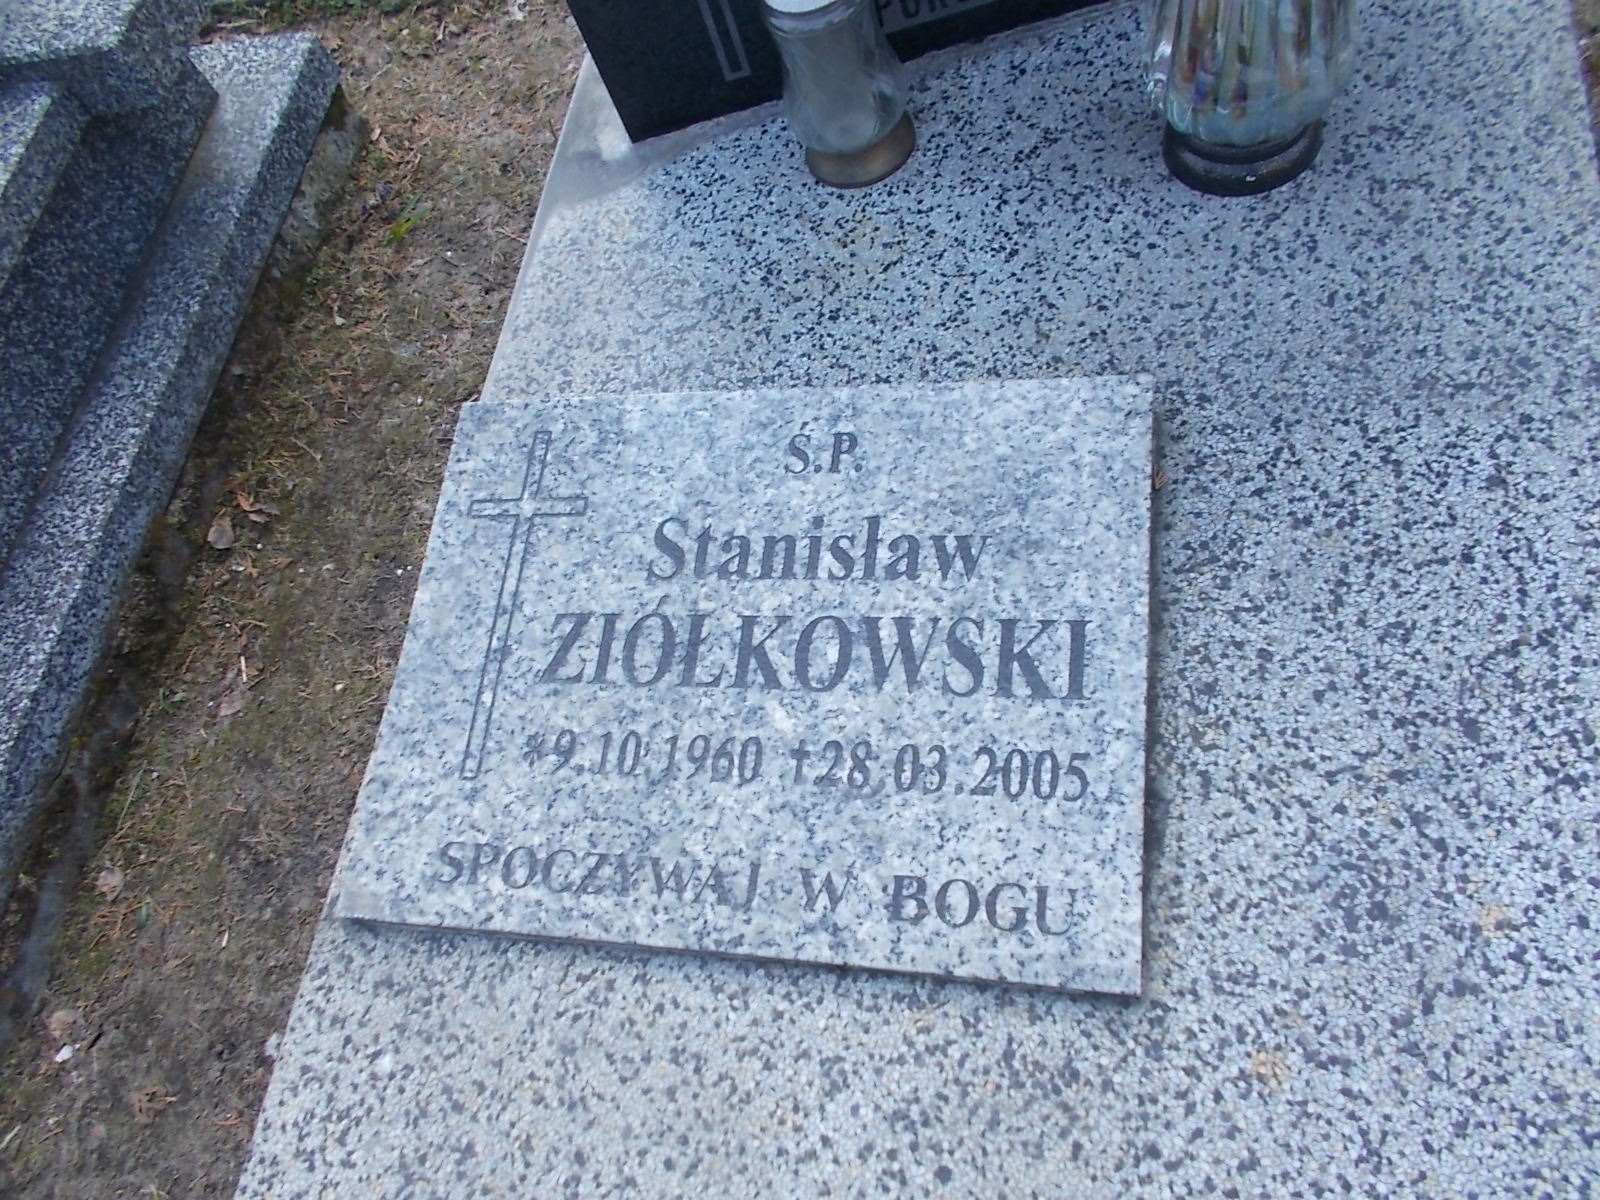 Ś.P.
Stanisław
ZIÓŁKOWSKI
*9.10.1960 †28.03.2005
SPOCZYWAJ W BOGU